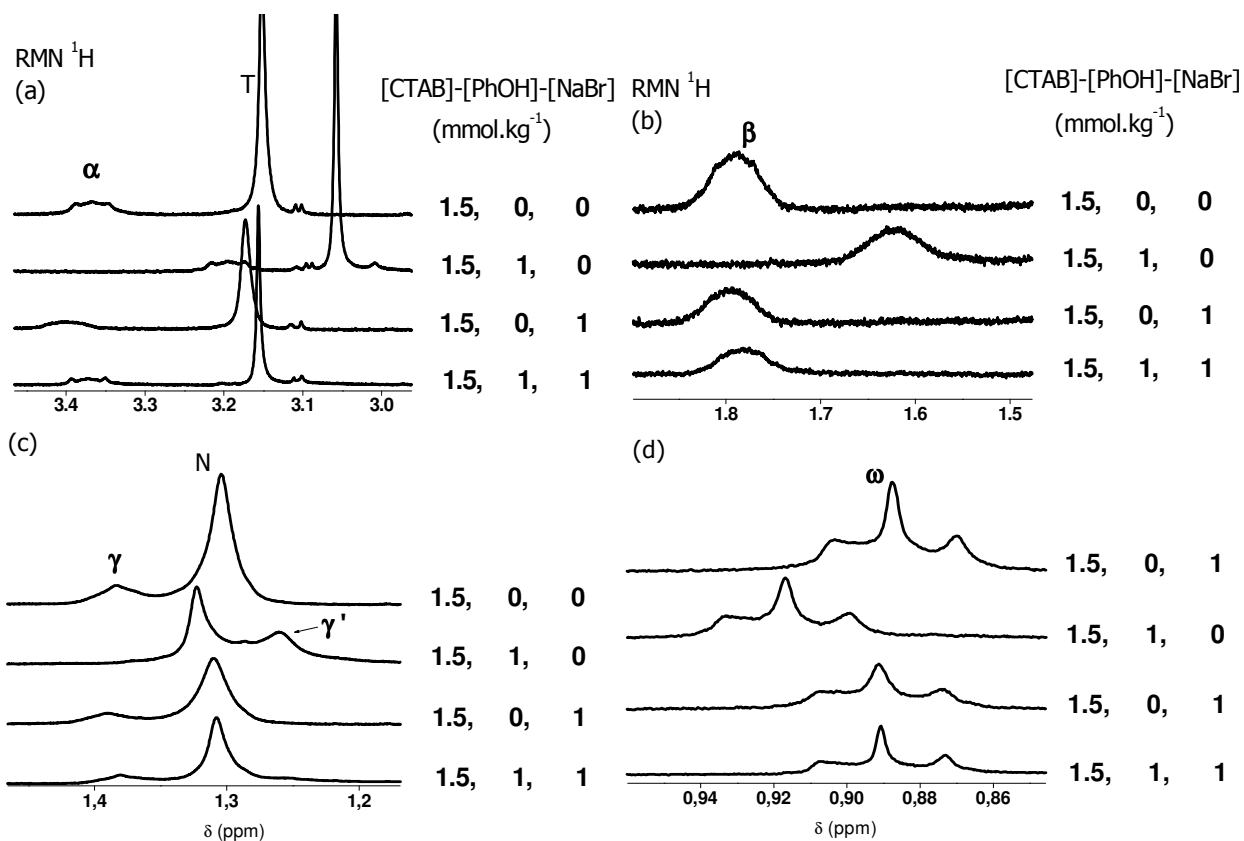 RMN ¹H
(a)
T
α
[CTAB]-[PhOH]-[NaBr]
(mmol.kg⁻¹)
1.5, 0, 0
1.5, 1, 0
1.5, 0, 1
1.5, 1, 1
3.4 3.3 3.2 3.1 3.0
RMN ¹H
(b)
β
[CTAB]-[PhOH]-[NaBr]
(mmol.kg⁻¹)
1.5, 0, 0
1.5, 1, 0
1.5, 0, 1
1.5, 1, 1
1.8 1.7 1.6 1.5
(c)
N
γ
γ'
1.5, 0, 0
1.5, 1, 0
1.5, 0, 1
1.5, 1, 1
1,4 1,3 1,2
δ (ppm)
(d)
ω
1.5, 0, 1
1.5, 1, 0
1.5, 0, 1
1.5, 1, 1
0,94 0,92 0,90 0,88 0,86
δ (ppm)